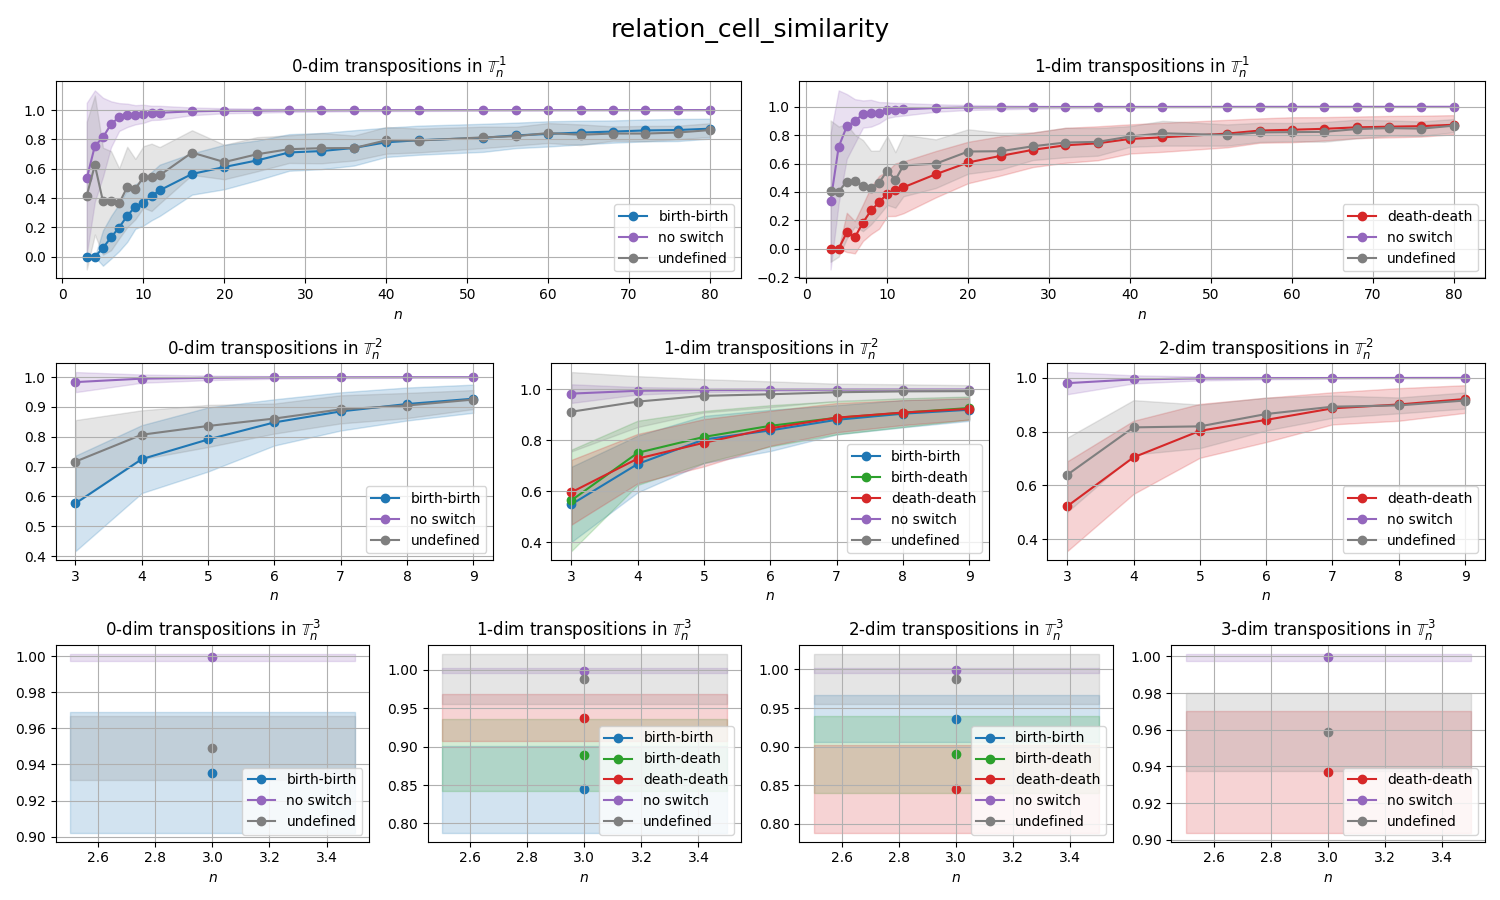 relation_cell_similarity
0-dim transpositions in 𝕋ₙ¹
1.0
0.8
0.6
0.4
0.2
0.0
0 10 20 30 40 50 60 70 80
n
birth-birth
no switch
undefined
1-dim transpositions in 𝕋ₙ¹
1.0
0.8
0.6
0.4
0.2
0.0
−0.2
0 10 20 30 40 50 60 70 80
n
death-death
no switch
undefined
0-dim transpositions in 𝕋ₙ²
1.0
0.9
0.8
0.7
0.6
0.5
0.4
3 4 5 6 7 8 9
n
birth-birth
no switch
undefined
1-dim transpositions in 𝕋ₙ²
1.0
0.8
0.6
0.4
3 4 5 6 7 8 9
n
birth-birth
birth-death
death-death
no switch
undefined
2-dim transpositions in 𝕋ₙ²
1.0
0.8
0.6
0.4
3 4 5 6 7 8 9
n
death-death
no switch
undefined
0-dim transpositions in 𝕋ₙ³
1.00
0.98
0.96
0.94
0.92
0.90
2.6 2.8 3.0 3.2 3.4
n
birth-birth
no switch
undefined
1-dim transpositions in 𝕋ₙ³
1.00
0.95
0.90
0.85
0.80
2.6 2.8 3.0 3.2 3.4
n
birth-birth
birth-death
death-death
no switch
undefined
2-dim transpositions in 𝕋ₙ³
1.00
0.95
0.90
0.85
0.80
2.6 2.8 3.0 3.2 3.4
n
birth-birth
birth-death
death-death
no switch
undefined
3-dim transpositions in 𝕋ₙ³
1.00
0.98
0.96
0.94
0.92
0.90
2.6 2.8 3.0 3.2 3.4
n
death-death
no switch
undefined